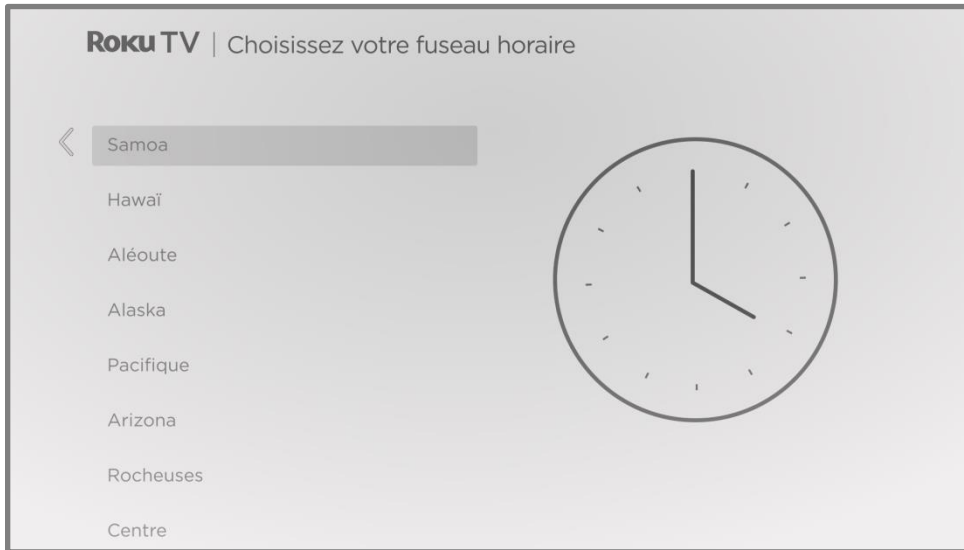 Roku TV | Choisissez votre fuseau horaire
Samoa
Hawaï
Aléoute
Alaska
Pacifique
Arizona
Rocheuses
Centre